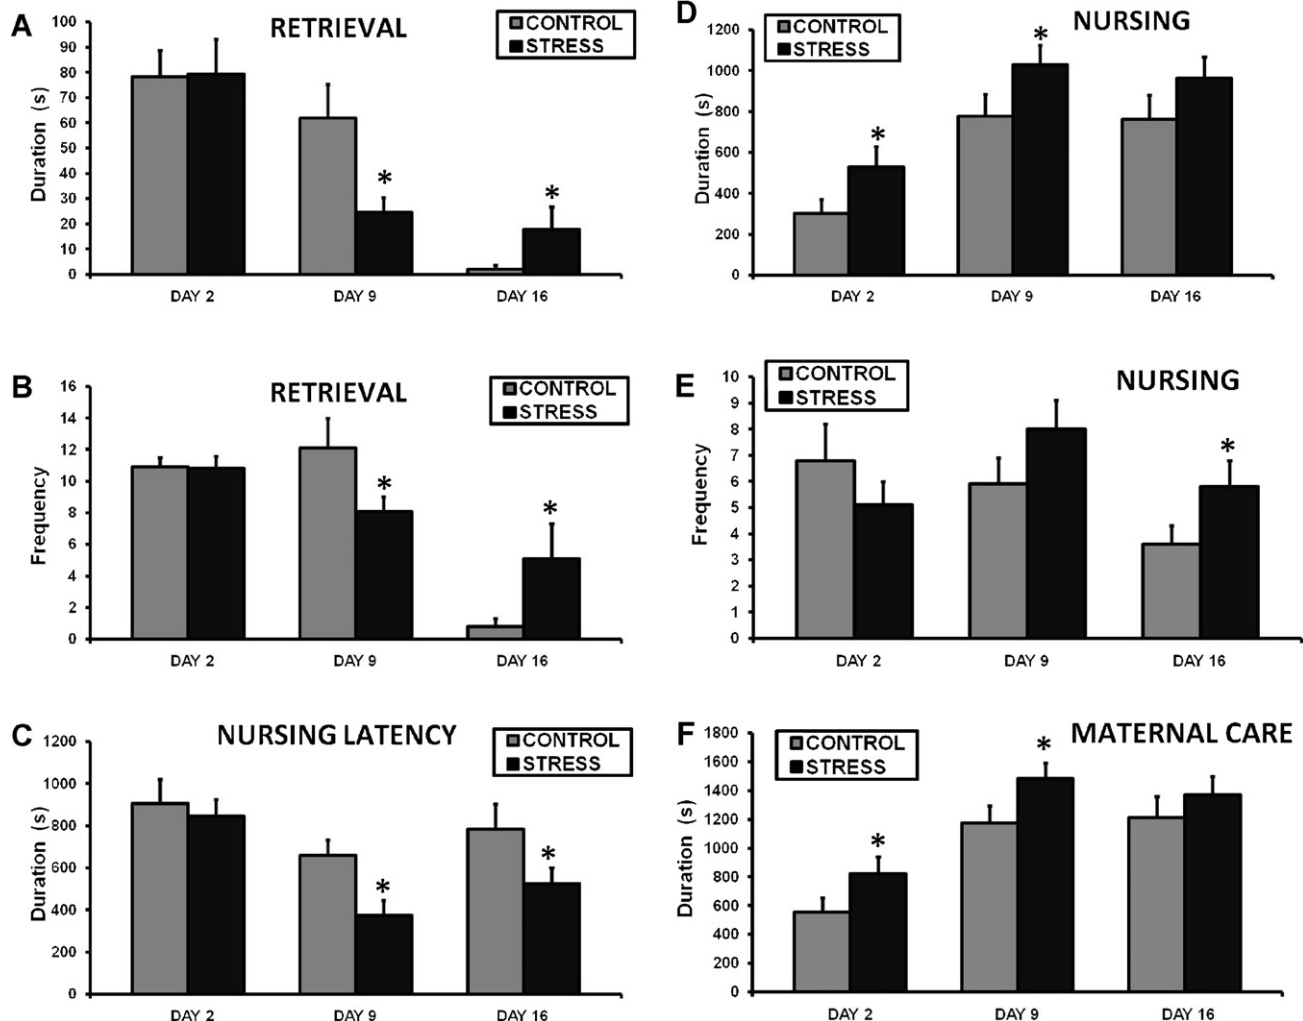 A
RETRIEVAL
CONTROL
STRESS
Duration (s)
100
90
80
70
60
50
40
30
20
10
0
*
*
DAY 2
DAY 9
DAY 16
D
NURSING
CONTROL
STRESS
Duration (s)
1200
1000
800
600
400
200
0
*
*
DAY 2
DAY 9
DAY 16
B
RETRIEVAL
CONTROL
STRESS
Frequency
16
14
12
10
8
6
4
2
0
*
*
DAY 2
DAY 9
DAY 16
E
NURSING
CONTROL
STRESS
Frequency
10
9
8
7
6
5
4
3
2
1
0
*
DAY 2
DAY 9
DAY 16
C
NURSING LATENCY
CONTROL
STRESS
Duration (s)
1200
1000
800
600
400
200
0
*
*
DAY 2
DAY 9
DAY 16
F
MATERNAL CARE
CONTROL
STRESS
Duration (s)
1800
1600
1400
1200
1000
800
600
400
200
0
*
*
DAY 2
DAY 9
DAY 16